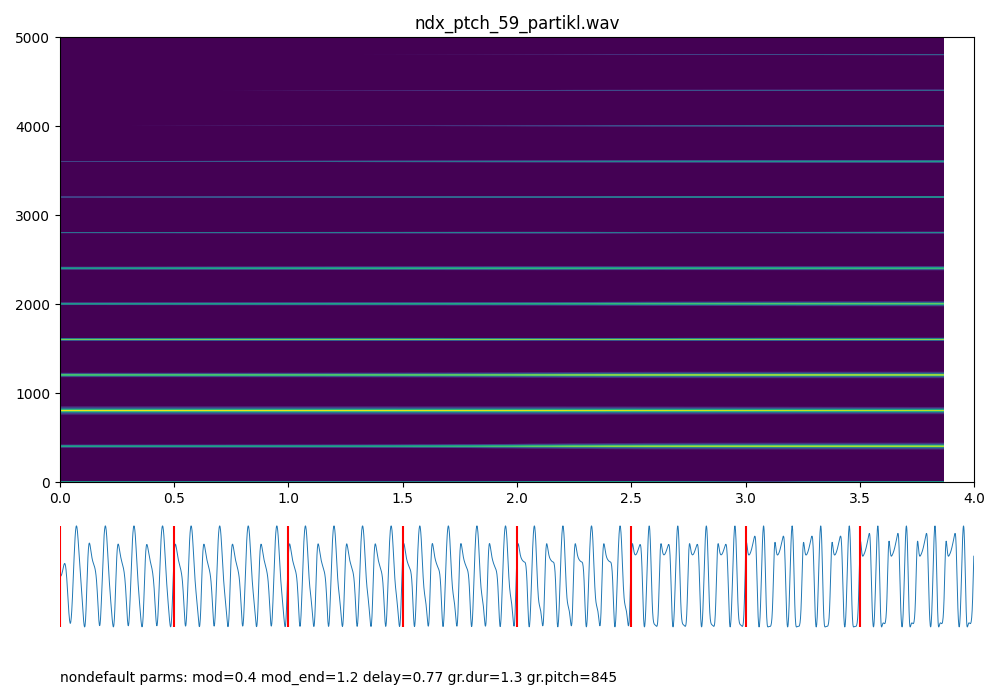 ndx_ptch_59_partikl.wav
5000
4000
3000
2000
1000
0
0.0 0.5 1.0 1.5 2.0 2.5 3.0 3.5 4.0
nondefault parms: mod=0.4 mod_end=1.2 delay=0.77 gr.dur=1.3 gr.pitch=845